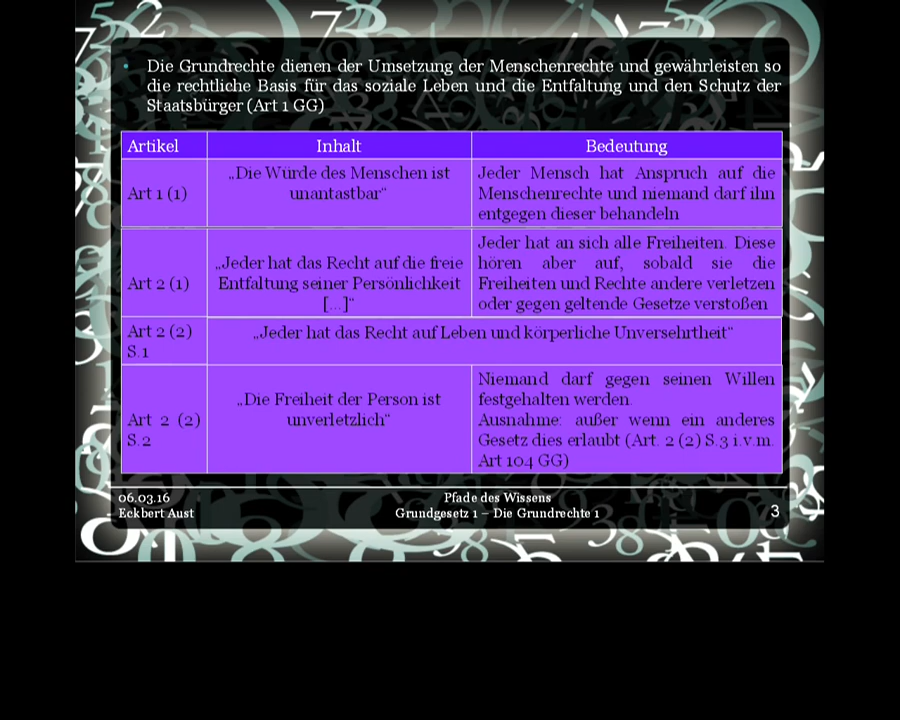 Die Grundrechte dienen der Umsetzung der Menschenrechte und gewährleisten so
die rechtliche Basis für das soziale Leben und die Entfaltung und den Schutz der
Staatsbürger (Art 1 GG)
Artikel Inhalt Bedeutung
Art 1 (1)
„Die Würde des Menschen ist
unantastbar“
Jeder Mensch hat Anspruch auf die
Menschenrechte und niemand darf ihn
entgegen dieser behandeln
Art 2 (1)
„Jeder hat das Recht auf die freie
Entfaltung seiner Persönlichkeit
[…]“
Jeder hat an sich alle Freiheiten. Diese
hören aber auf, sobald sie die
Freiheiten und Rechte andere verletzen
oder gegen geltende Gesetze verstoßen
Art 2 (2)
S.1
„Jeder hat das Recht auf Leben und körperliche Unversehrtheit“
Art 2 (2)
S.2
„Die Freiheit der Person ist
unverletzlich“
Niemand darf gegen seinen Willen
festgehalten werden.
Ausnahme: außer wenn ein anderes
Gesetz dies erlaubt (Art. 2 (2) S.3 i.v.m.
Art 104 GG)
06.03.16
Eckbert Aust
Pfade des Wissens
Grundgesetz 1 – Die Grundrechte 1
3